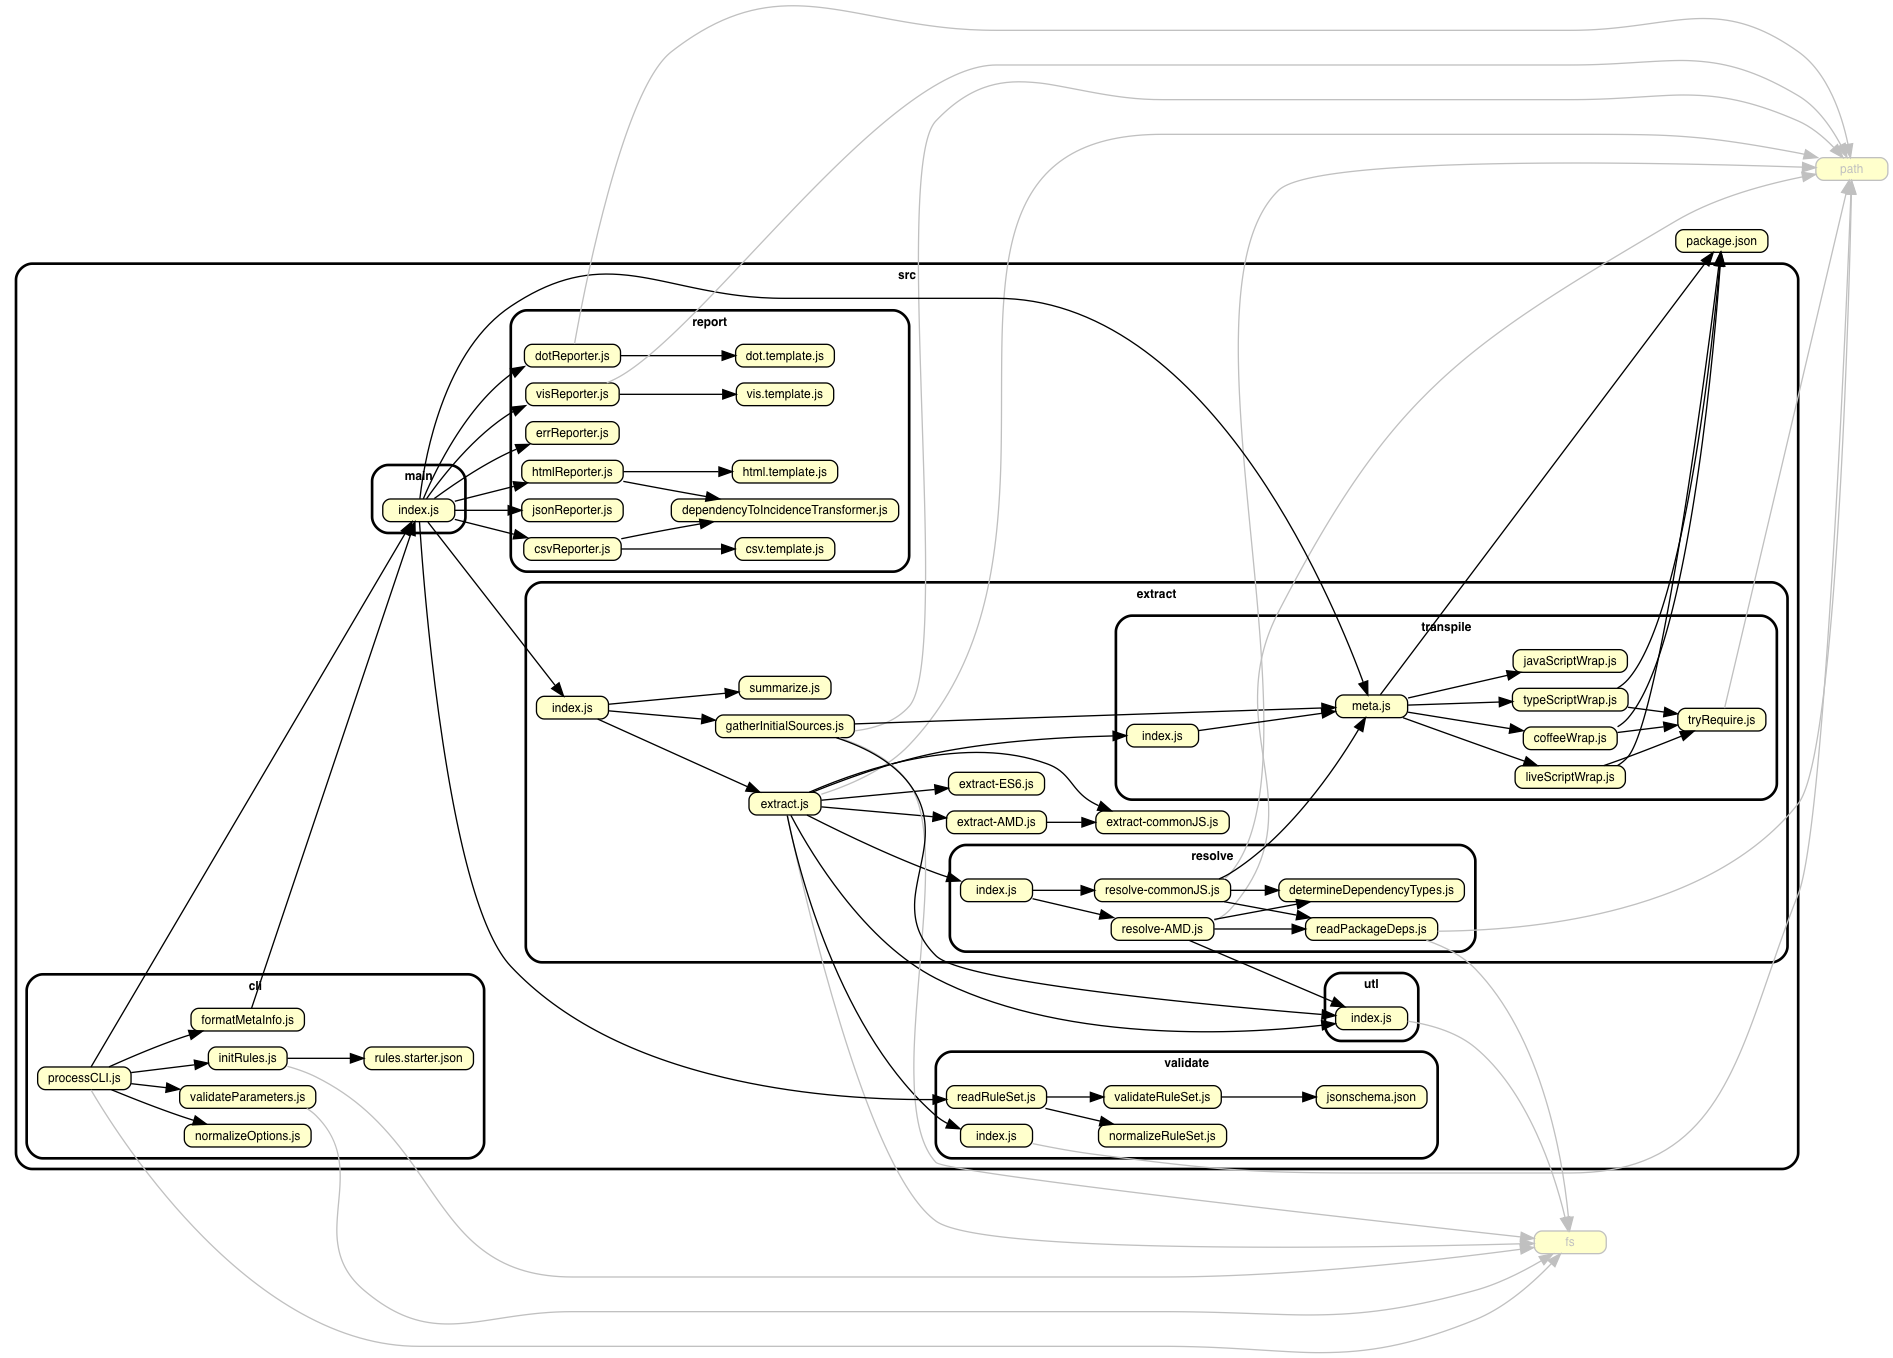 path
package.json
src
report
dotReporter.js
dot.template.js
visReporter.js
vis.template.js
errReporter.js
main
htmlReporter.js
html.template.js
index.js
jsonReporter.js
dependencyToIncidenceTransformer.js
csvReporter.js
csv.template.js
extract
transpile
javaScriptWrap.js
summarize.js
index.js
meta.js
typeScriptWrap.js
tryRequire.js
gatherInitialSources.js
index.js
coffeeWrap.js
liveScriptWrap.js
extract-ES6.js
extract.js
extract-AMD.js
extract-commonJS.js
resolve
index.js
resolve-commonJS.js
determineDependencyTypes.js
resolve-AMD.js
readPackageDeps.js
cli
utl
formatMetaInfo.js
index.js
initRules.js
rules.starter.json
validate
processCLI.js
validateParameters.js
readRuleSet.js
validateRuleSet.js
jsonschema.json
normalizeOptions.js
index.js
normalizeRuleSet.js
fs